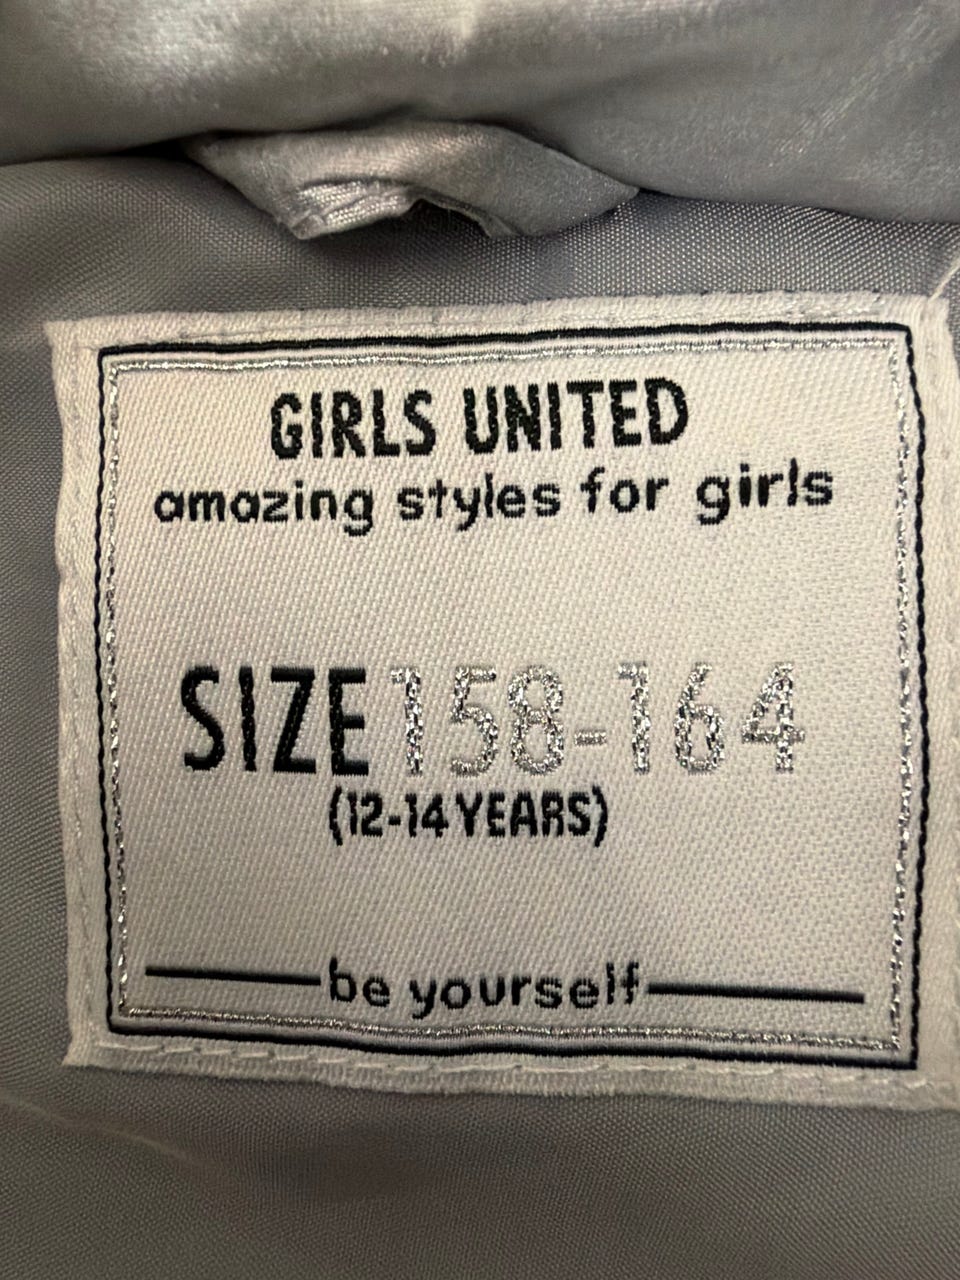 GIRLS UNITED
amazing styles for girls
SIZE 158-164
(12-14 YEARS)
be yourself